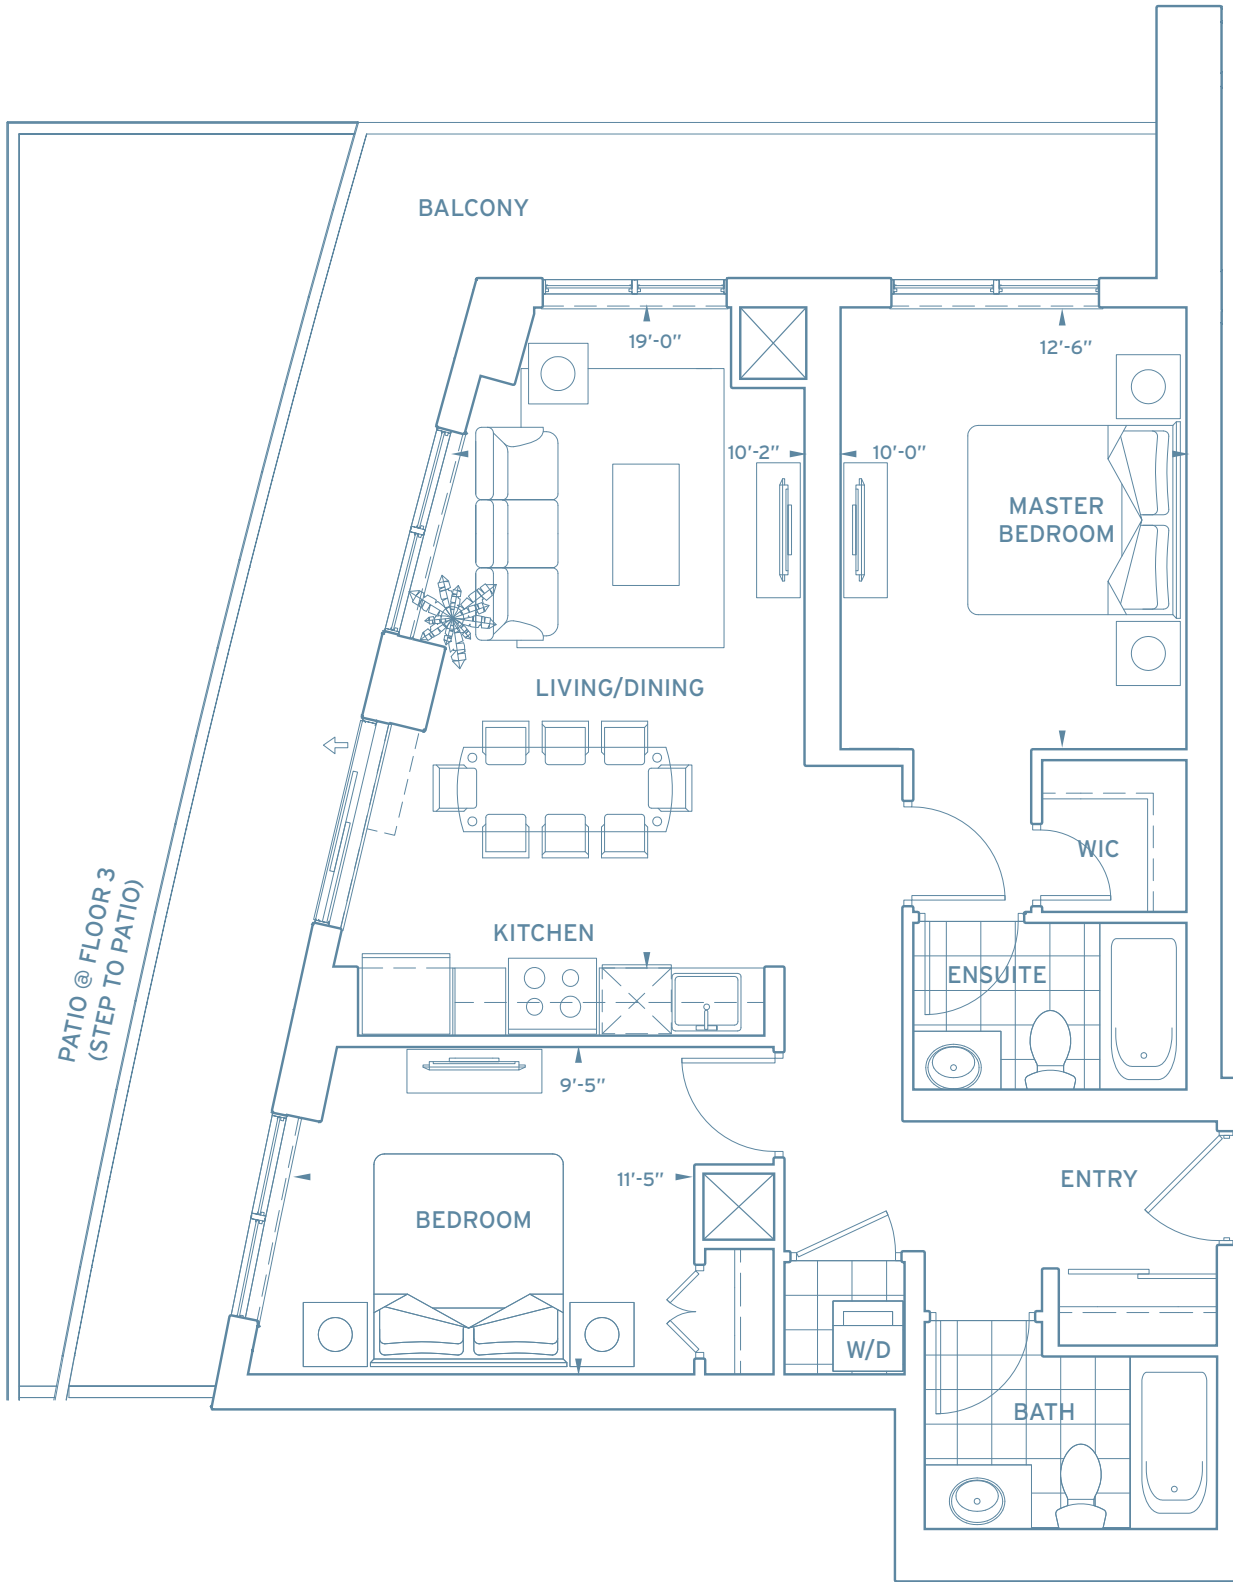 BALCONY
19'-0"
12'-6"
10'-2"
10'-0"
MASTER
BEDROOM
LIVING/DINING
WIC
PATIO @ FLOOR 3
(STEP TO PATIO)
KITCHEN
ENSUITE
9'-5"
11'-5"
ENTRY
BEDROOM
W/D
BATH